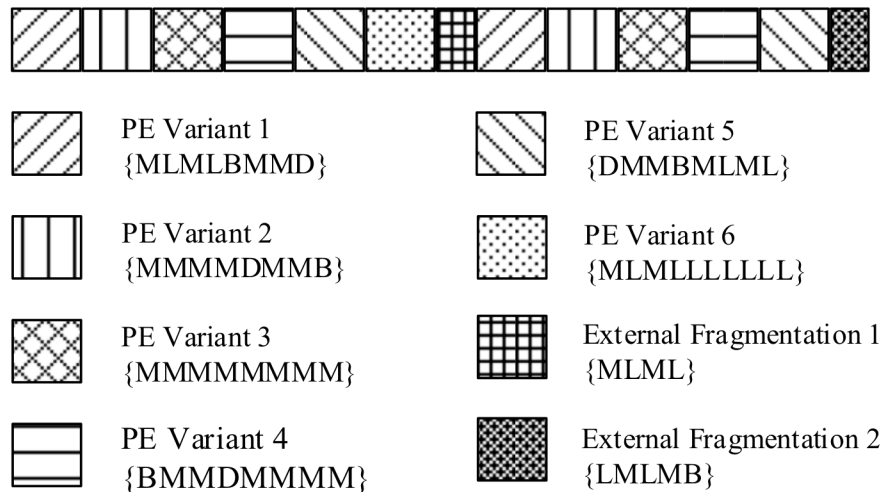 PE Variant 1
{MLMLBMMD}
PE Variant 2
{MMMMDMMB}
PE Variant 3
{MMMMMMMM}
PE Variant 4
{BMMDMMMM}
PE Variant 5
{DMMBMLML}
PE Variant 6
{MLMLLLLLLL}
External Fragmentation 1
{MLML}
External Fragmentation 2
{LMLMB}